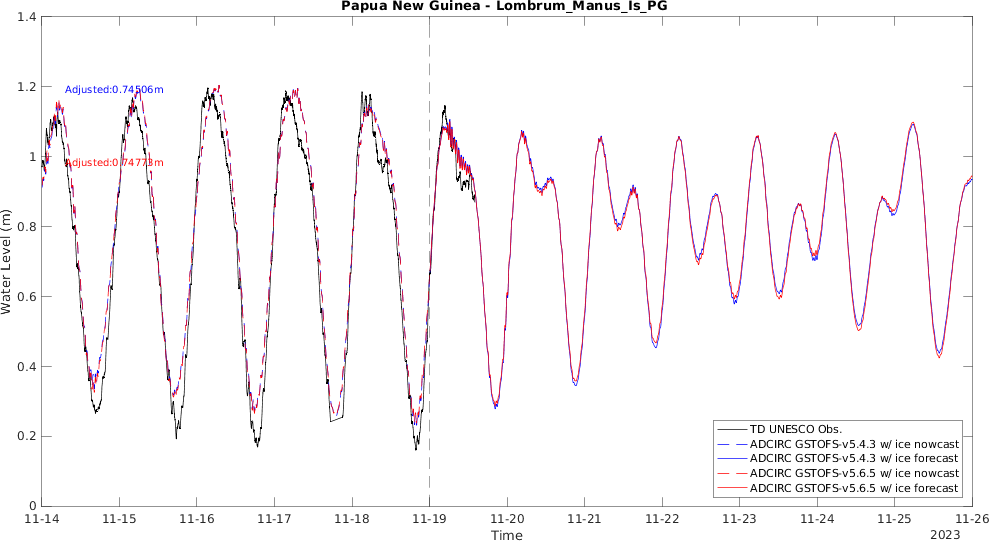 Papua New Guinea - Lombrum_Manus_Is_PG
1.4
1.2
1
0.8
0.6
0.4
0.2
0
Water Level (m)
Adjusted:0.74506m
Adjusted:0.74773m
TD UNESCO Obs.
ADCIRC GSTOFS-v5.4.3 w/ ice nowcast
ADCIRC GSTOFS-v5.4.3 w/ ice forecast
ADCIRC GSTOFS-v5.6.5 w/ ice nowcast
ADCIRC GSTOFS-v5.6.5 w/ ice forecast
11-14 11-15 11-16 11-17 11-18 11-19 11-20 11-21 11-22 11-23 11-24 11-25 11-26
Time
2023